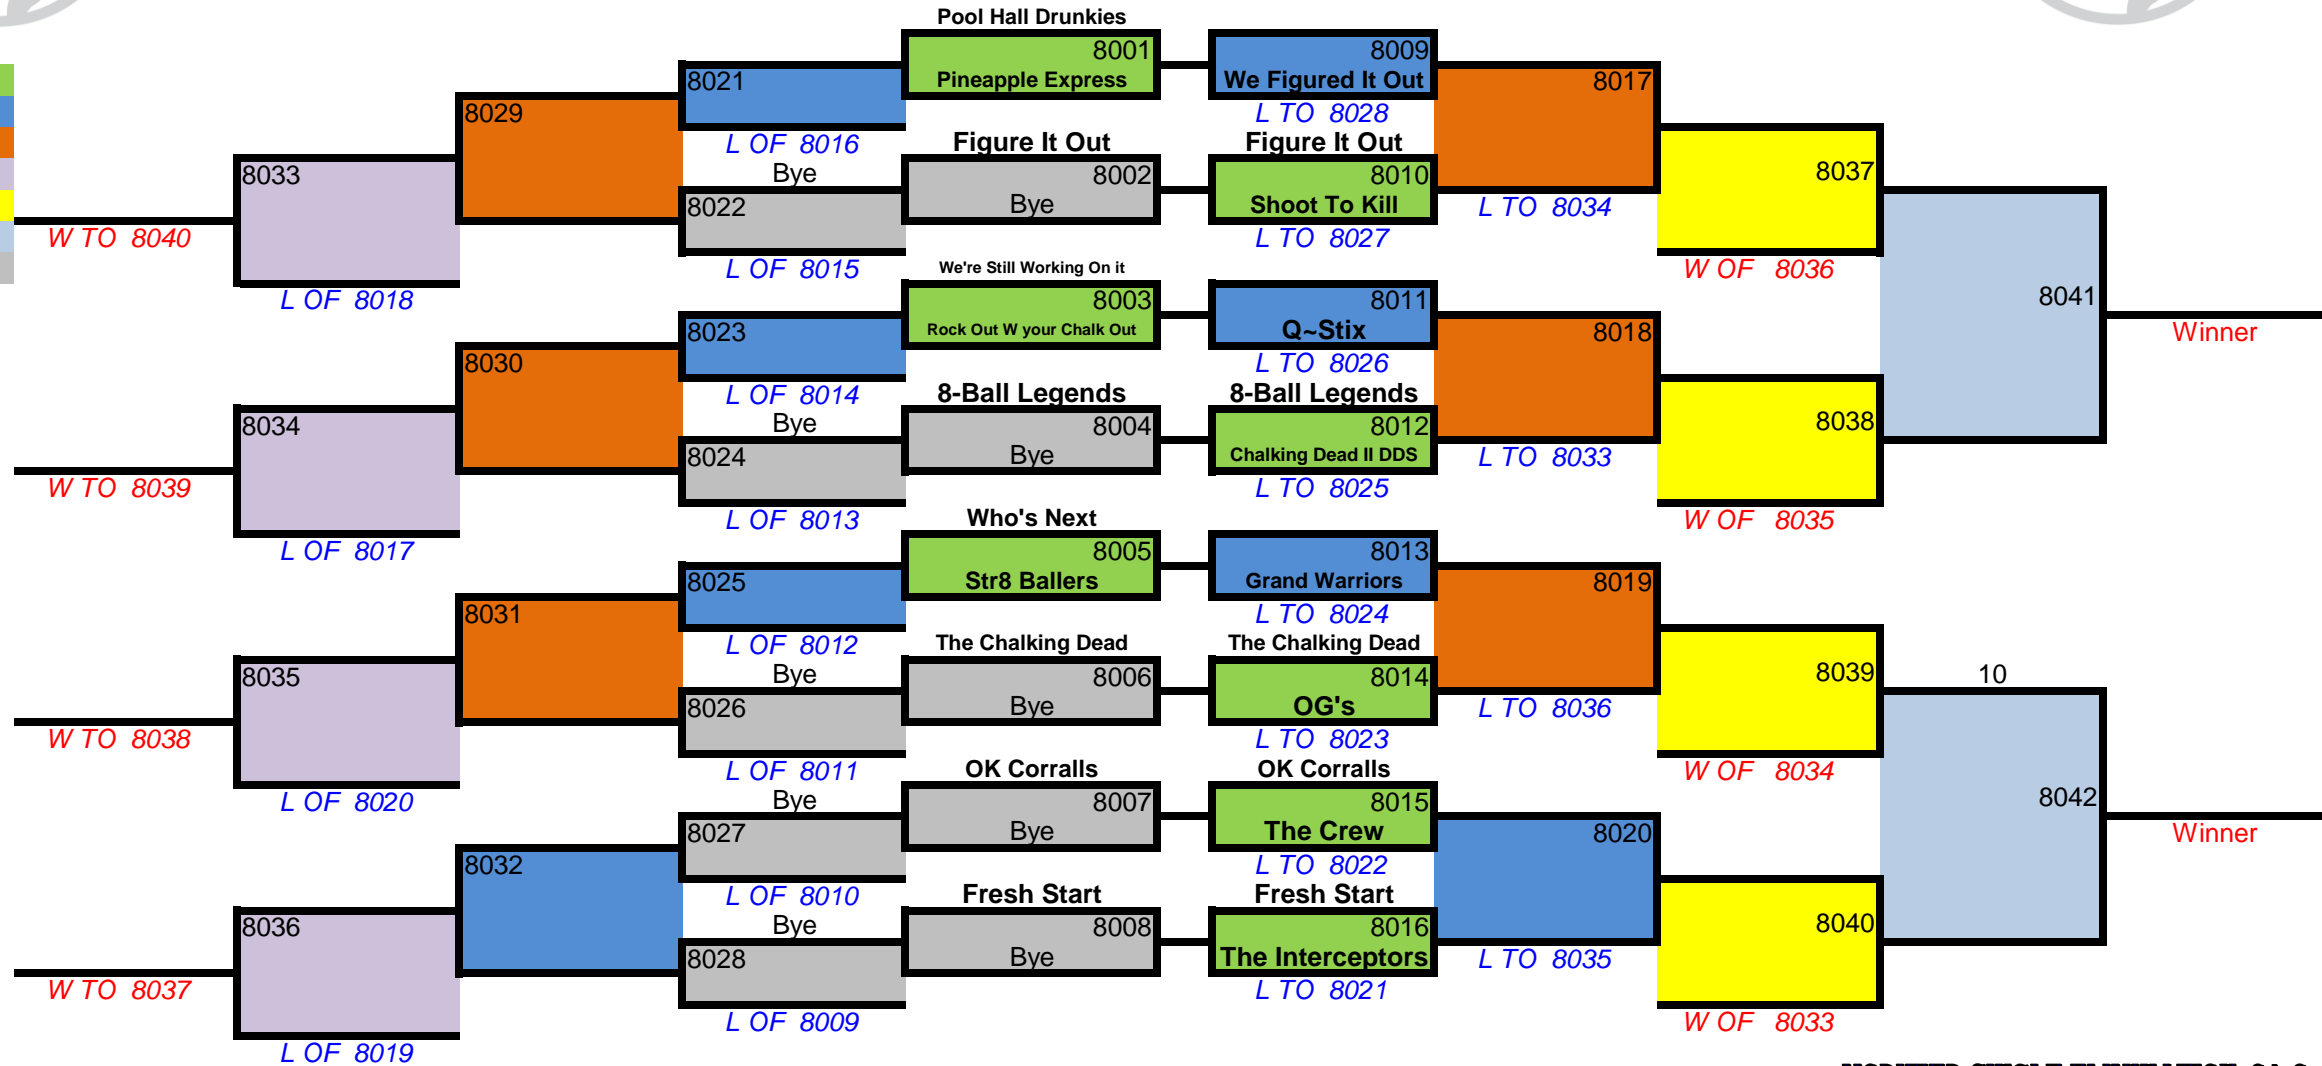 Pool Hall Drunkies
8001
8009
8021
Pineapple Express
We Figured It Out
8017
8029
L TO 8028
L OF 8016
Figure It Out
Figure It Out
8033
Bye
8002
8010
8037
8022
Bye
Shoot To Kill
L TO 8034
W TO 8040
L TO 8027
L OF 8015
We're Still Working On it
W OF 8036
L OF 8018
8003
8011
8041
8023
Rock Out W your Chalk Out
Q~Stix
8018
Winner
8030
L TO 8026
L OF 8014
8-Ball Legends
8-Ball Legends
8034
Bye
8004
8012
8038
8024
Bye
Chalking Dead II DDS
L TO 8033
W TO 8039
L TO 8025
L OF 8013
Who's Next
W OF 8035
L OF 8017
8005
8013
8025
Str8 Ballers
Grand Warriors
8019
8031
L TO 8024
L OF 8012
The Chalking Dead
The Chalking Dead
8035
Bye
8006
8014
8039
10
8026
Bye
OG's
L TO 8036
W TO 8038
L TO 8023
L OF 8011
OK Corralls
OK Corralls
W OF 8034
L OF 8020
Bye
8007
8015
8042
8027
Bye
The Crew
8020
Winner
8032
L TO 8022
L OF 8010
Fresh Start
Fresh Start
8036
Bye
8008
8016
8040
8028
Bye
The Interceptors
L TO 8035
W TO 8037
L TO 8021
L OF 8009
W OF 8033
L OF 8019